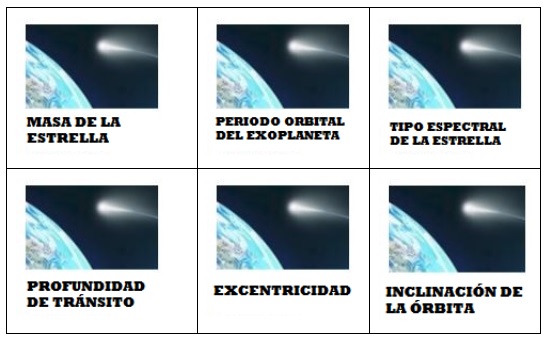 MASA DE LA
ESTRELLA
PERIODO ORBITAL
DEL EXOPLANETA
TIPO ESPECTRAL
DE LA ESTRELLA
PROFUNDIDAD
DE TRÁNSITO
EXCENTRICIDAD
INCLINACIÓN DE
LA ÓRBITA